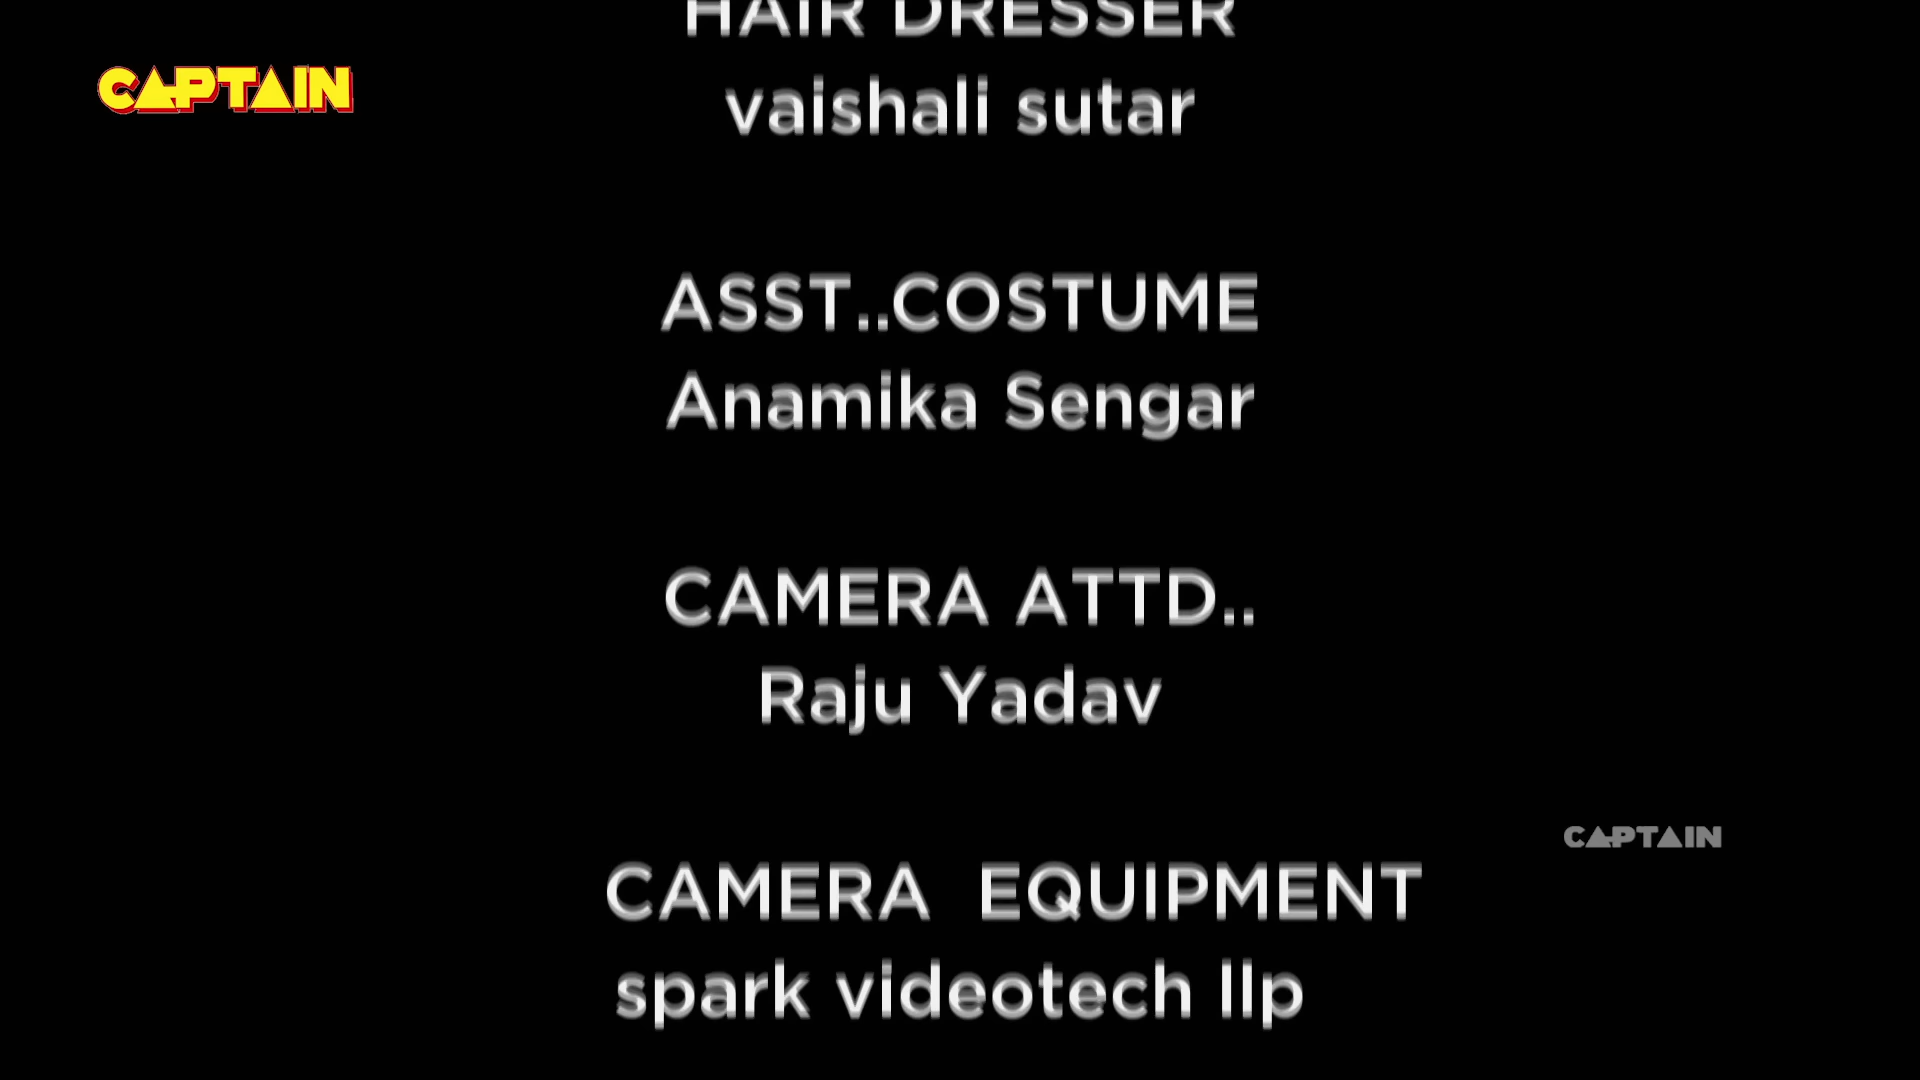 HAIR DRESSER
CAPTAIN
vaishali sutar
ASST..COSTUME
Anamika Sengar
CAMERA ATTD..
Raju Yadav
CAPTAIN
CAMERA  EQUIPMENT
spark videotech llp